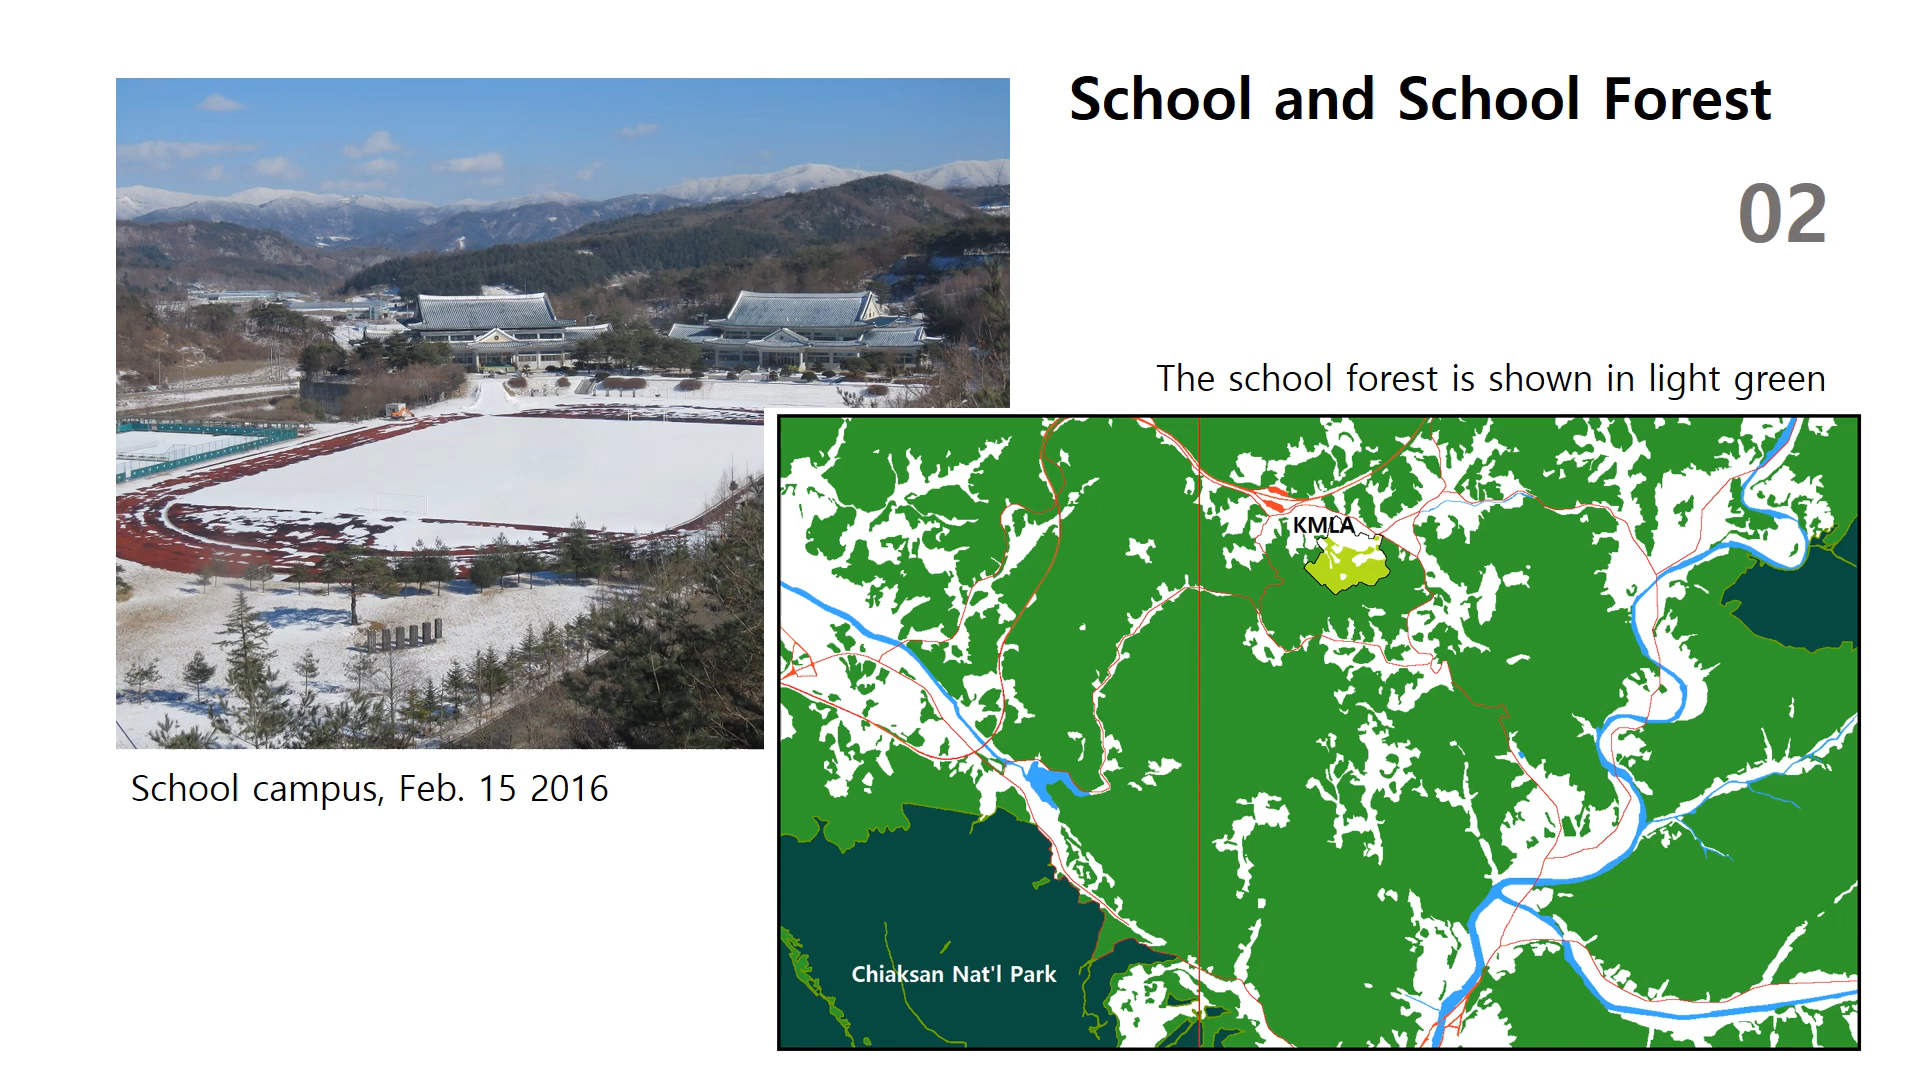 School and School Forest
02
The school forest is shown in light green
KMLA
Chiaksan Nat'l Park
School campus, Feb. 15 2016